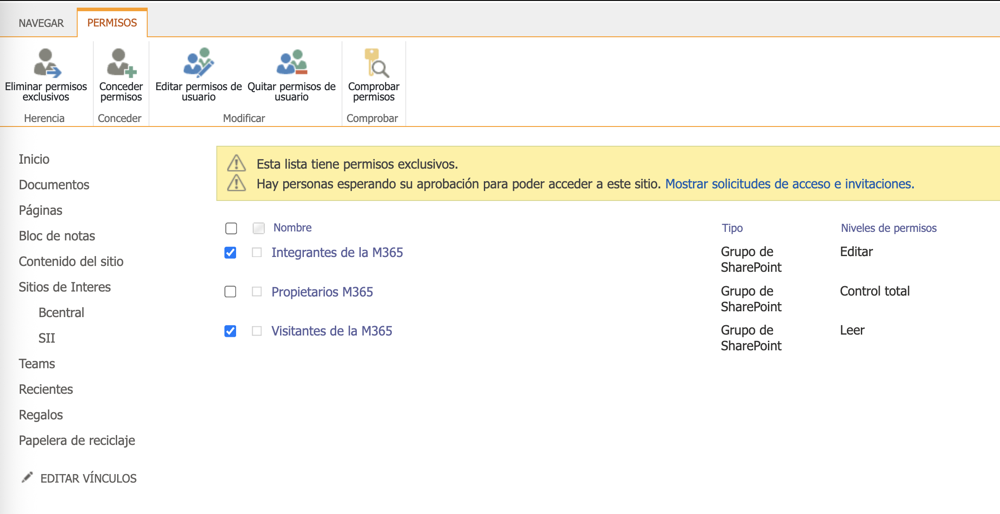 NAVEGAR
PERMISOS
Eliminar permisos
exclusivos
Conceder
permisos
Editar permisos de
usuario
Quitar permisos de
usuario
Comprobar
permisos
Herencia
Conceder
Modificar
Comprobar
Inicio
Documentos
Páginas
Bloc de notas
Contenido del sitio
Sitios de Interes
Bcentral
SII
Teams
Recientes
Regalos
Papelera de reciclaje
EDITAR VÍNCULOS
Esta lista tiene permisos exclusivos.
Hay personas esperando su aprobación para poder acceder a este sitio. Mostrar solicitudes de acceso e invitaciones.
Nombre Tipo Niveles de permisos
Integrantes de la M365 Grupo de Editar
SharePoint
Propietarios M365 Grupo de Control total
SharePoint
Visitantes de la M365 Grupo de Leer
SharePoint